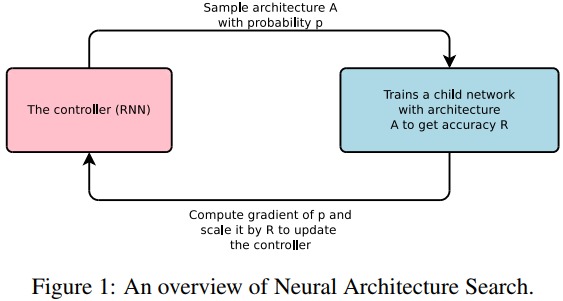 Sample architecture A
with probability p
The controller (RNN)
Trains a child network
with architecture
A to get accuracy R
Compute gradient of p and
scale it by R to update
the controller
Figure 1: An overview of Neural Architecture Search.